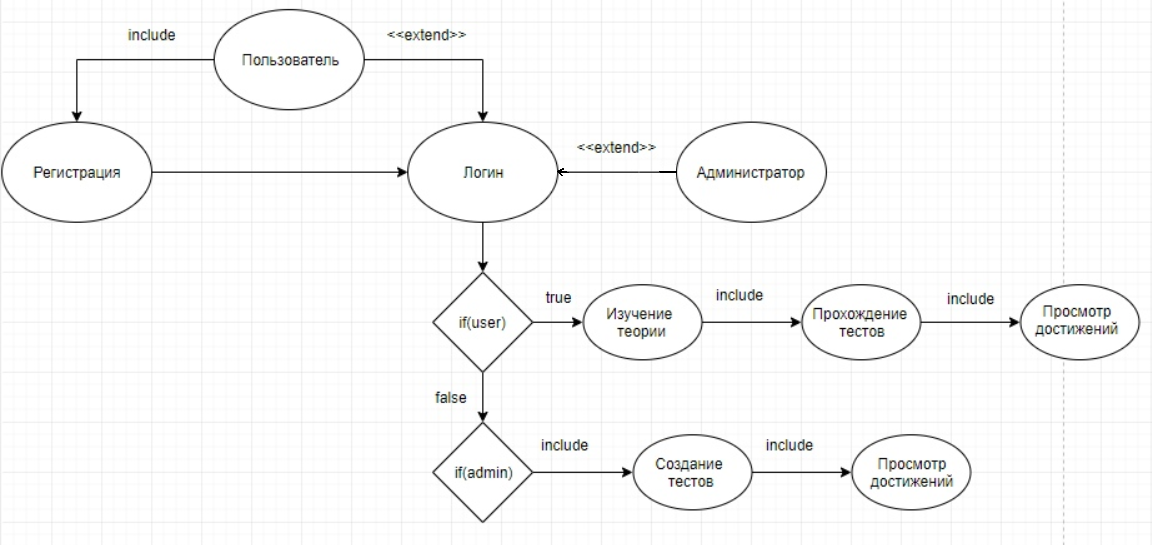 include
Пользователь
<<extend>>
Регистрация
Логин
<<extend>>
Администратор
if(user)
true
Изучение
теории
include
Прохождение
тестов
include
Просмотр
достижений
false
if(admin)
include
Создание
тестов
include
Просмотр
достижений